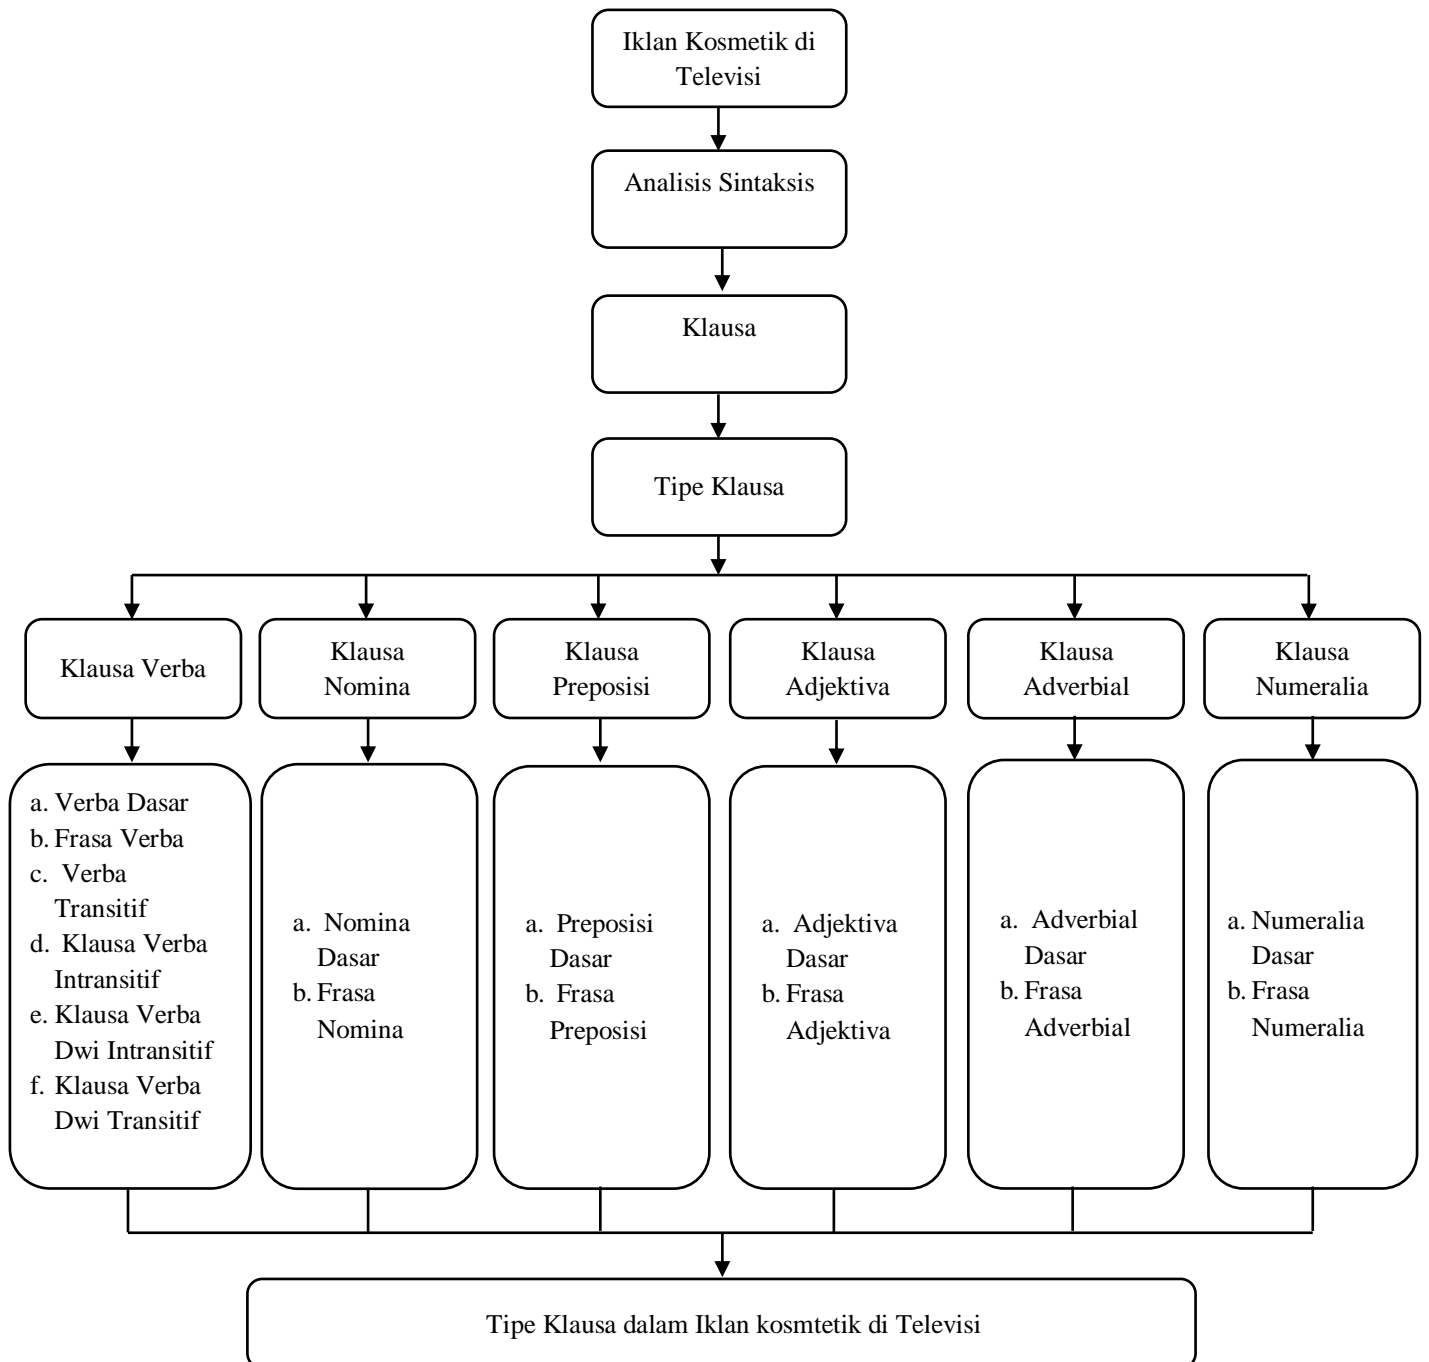 Iklan Kosmetik di
Televisi
Analisis Sintaksis
Klausa
Tipe Klausa
Klausa Verba
Klausa
Nomina
Klausa
Preposisi
Klausa
Adjektiva
Klausa
Adverbial
Klausa
Numeralia
a. Verba Dasar
b. Frasa Verba
c. Verba
Transitif
d. Klausa Verba
Intransitif
e. Klausa Verba
Dwi Intransitif
f. Klausa Verba
Dwi Transitif
a. Nomina
Dasar
b. Frasa
Nomina
a. Preposisi
Dasar
b. Frasa
Preposisi
a. Adjektiva
Dasar
b. Frasa
Adjektiva
a. Adverbial
Dasar
b. Frasa
Adverbial
a. Numeralia
Dasar
b. Frasa
Numeralia
Tipe Klausa dalam Iklan kosmtetik di Televisi